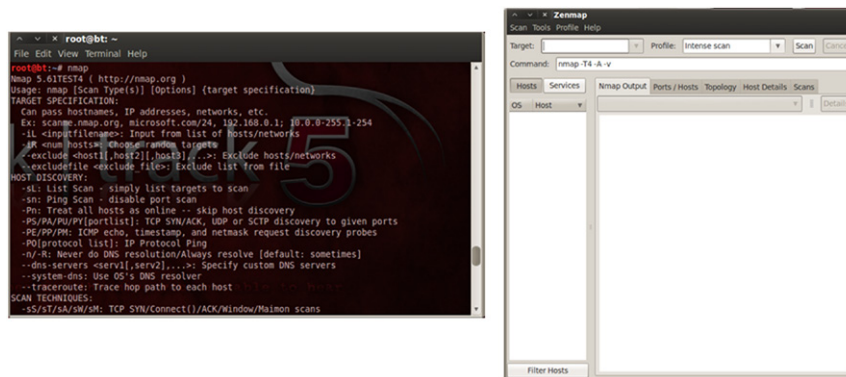 root@bt: ~
File Edit View Terminal Help
root@bt:~# nmap
Nmap 5.61TEST4 ( http://nmap.org )
Usage: nmap [Scan Type(s)] [Options] {target specification}
TARGET SPECIFICATION:
Can pass hostnames, IP addresses, networks, etc.
Ex: scanme.nmap.org, microsoft.com/24, 192.168.0.1; 10.0.0-255.1-254
-iL <inputfilename>: Input from list of hosts/networks
-iR <num hosts>: Choose random targets
--exclude <host1[,host2][,host3],...>: Exclude hosts/networks
--excludefile <exclude_file>: Exclude list from file
HOST DISCOVERY:
-sL: List Scan - simply list targets to scan
-sn: Ping Scan - disable port scan
-Pn: Treat all hosts as online -- skip host discovery
-PS/PA/PU/PY[portlist]: TCP SYN/ACK, UDP or SCTP discovery to given ports
-PE/PP/PM: ICMP echo, timestamp, and netmask request discovery probes
-PO[protocol list]: IP Protocol Ping
-n/-R: Never do DNS resolution/Always resolve [default: sometimes]
--dns-servers <serv1[,serv2],...>: Specify custom DNS servers
--system-dns: Use OS's DNS resolver
--traceroute: Trace hop path to each host
SCAN TECHNIQUES:
-sS/sT/sA/sW/sM: TCP SYN/Connect()/ACK/Window/Maimon scans
k|track 5
Zenmap
Scan Tools Profile Help
Target: Profile: Intense scan Scan Cance
Command: nmap -T4 -A -v
Hosts Services Nmap Output Ports / Hosts Topology Host Details Scans
OS Host Details
Filter Hosts